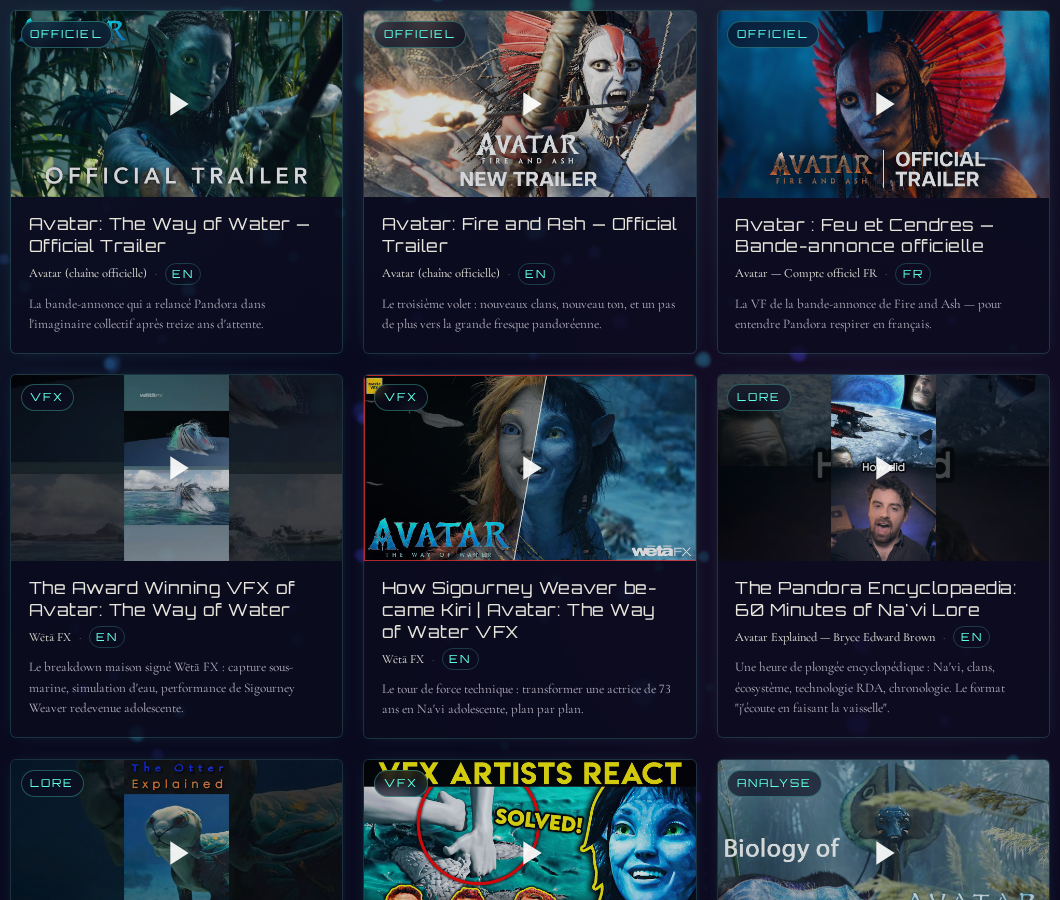 OFFICIEL
OFFICIAL TRAILER
Avatar: The Way of Water —
Official Trailer
Avatar (chaîne officielle) · EN
La bande-annonce qui a relancé Pandora dans
l'imaginaire collectif après treize ans d'attente.
OFFICIEL
AVATAR
FIRE AND ASH
NEW TRAILER
Avatar: Fire and Ash — Official
Trailer
Avatar (chaîne officielle) · EN
Le troisième volet : nouveaux clans, nouveau ton, et un pas
de plus vers la grande fresque pandoréenne.
OFFICIEL
AVATAR
FIRE AND ASH
OFFICIAL
TRAILER
Avatar : Feu et Cendres —
Bande-annonce officielle
Avatar — Compte officiel FR · FR
La VF de la bande-annonce de Fire and Ash — pour
entendre Pandora respirer en français.
VFX
wētāFX
The Award Winning VFX of
Avatar: The Way of Water
Wētā FX · EN
Le breakdown maison signé Wētā FX : capture sous-
marine, simulation d'eau, performance de Sigourney
Weaver redevenue adolescente.
VFX
AVATAR
THE WAY OF WATER
wētāFX
How Sigourney Weaver be-
came Kiri | Avatar: The Way
of Water VFX
Wētā FX · EN
Le tour de force technique : transformer une actrice de 73
ans en Na'vi adolescente, plan par plan.
LORE
The Pandora Encyclopaedia:
60 Minutes of Na'vi Lore
Avatar Explained — Bryce Edward Brown · EN
Une heure de plongée encyclopédique : Na'vi, clans,
écosystème, technologie RDA, chronologie. Le format
"j'écoute en faisant la vaisselle".
LORE
The Otter
Explained
VFX
VFX ARTISTS REACT
SOLVED!
ANALYSE
Biology of
AVATAR